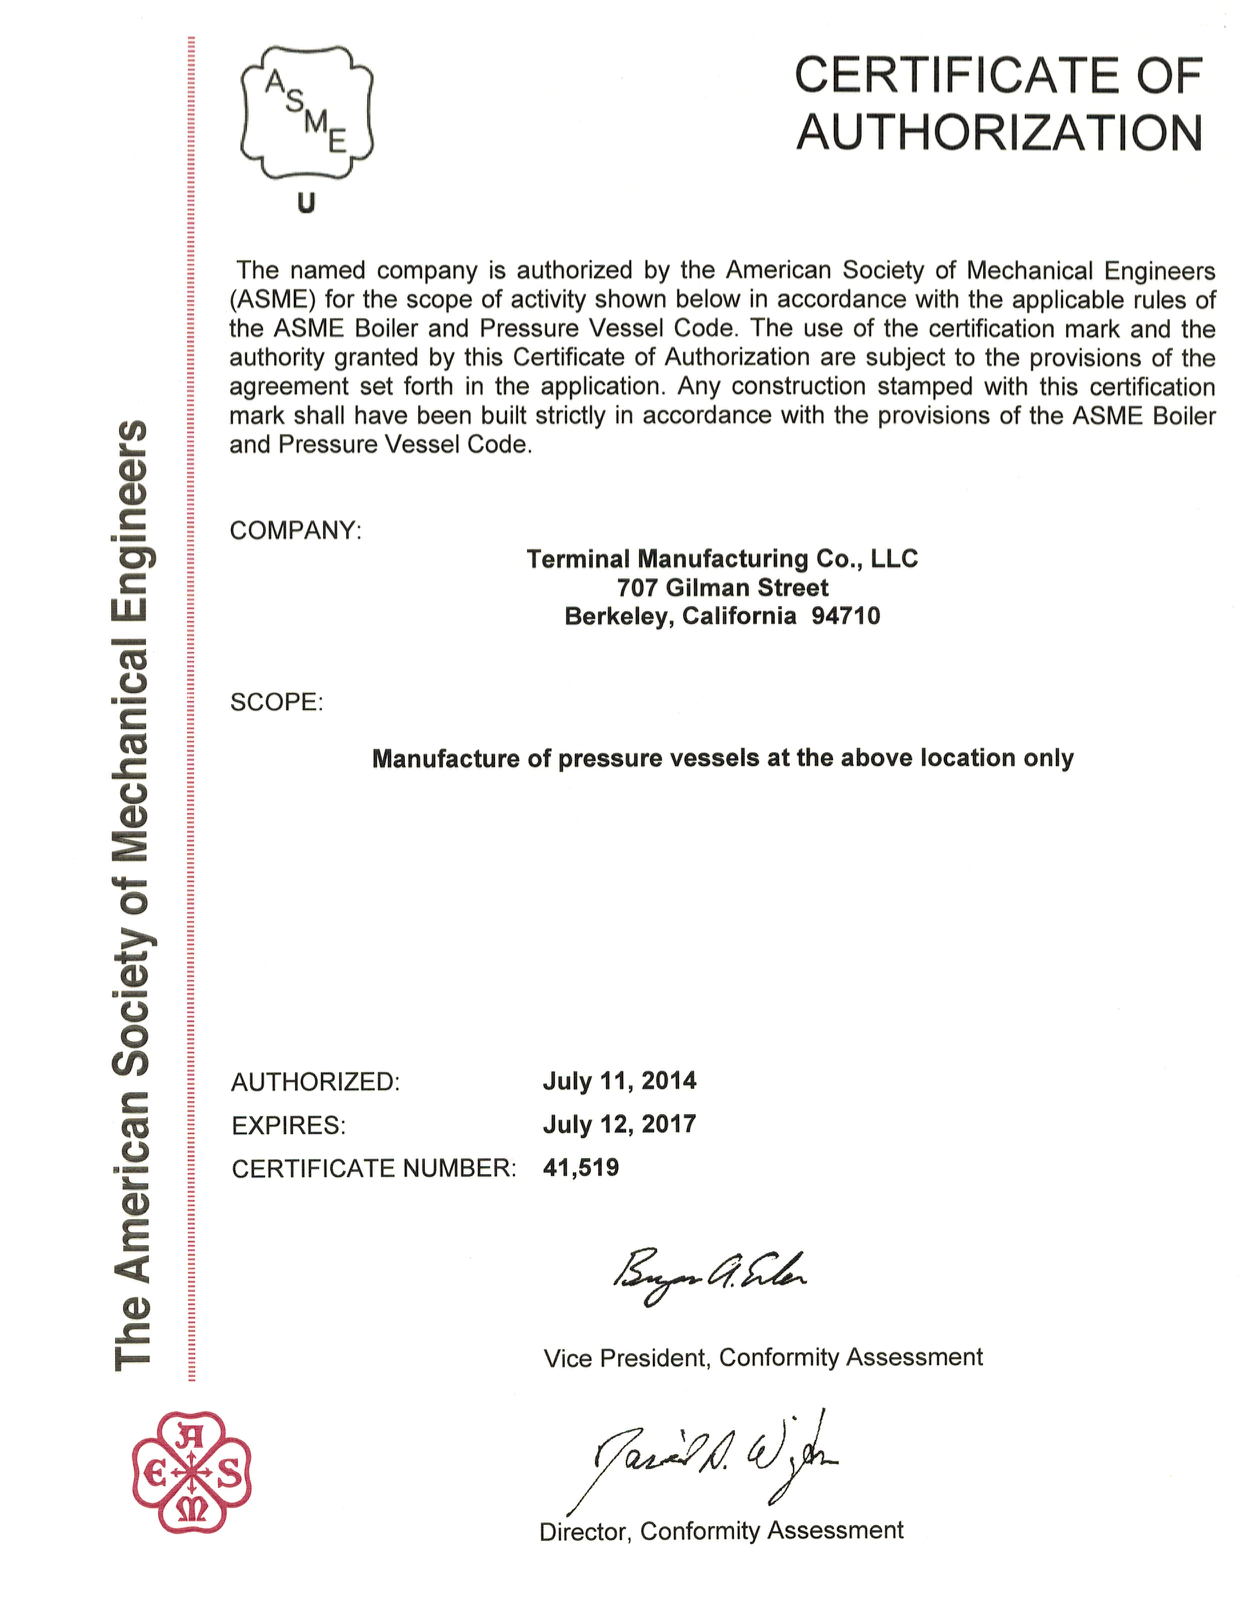 ASME
U
CERTIFICATE OF
AUTHORIZATION
The named company is authorized by the American Society of Mechanical Engineers
(ASME) for the scope of activity shown below in accordance with the applicable rules of
the ASME Boiler and Pressure Vessel Code. The use of the certification mark and the
authority granted by this Certificate of Authorization are subject to the provisions of the
agreement set forth in the application. Any construction stamped with this certification
mark shall have been built strictly in accordance with the provisions of the ASME Boiler
and Pressure Vessel Code.
COMPANY:
Terminal Manufacturing Co., LLC
707 Gilman Street
Berkeley, California 94710
SCOPE:
Manufacture of pressure vessels at the above location only
AUTHORIZED: July 11, 2014
EXPIRES: July 12, 2017
CERTIFICATE NUMBER: 41,519
Vice President, Conformity Assessment
Director, Conformity Assessment
The American Society of Mechanical Engineers
ASME